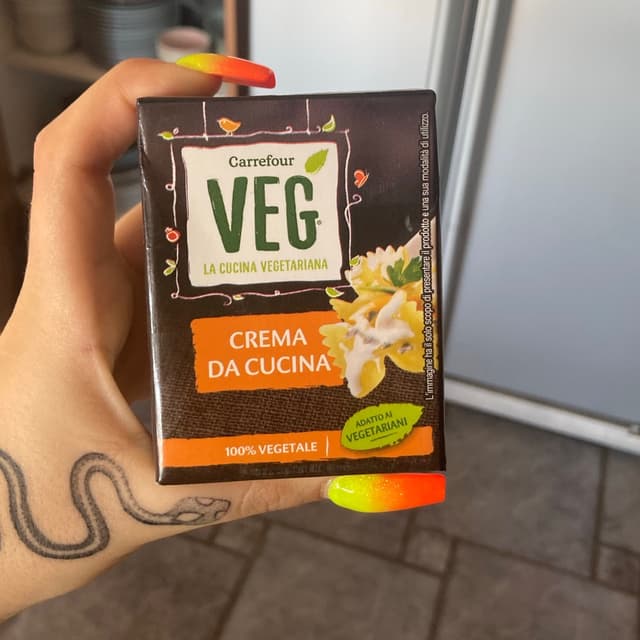 Carrefour
VEG
LA CUCINA VEGETARIANA
CREMA
DA CUCINA
ADATTO AI
VEGETARIANI
100% VEGETALE
L'immagine ha il solo scopo di presentare il prodotto e una sua modalità di utilizzo.